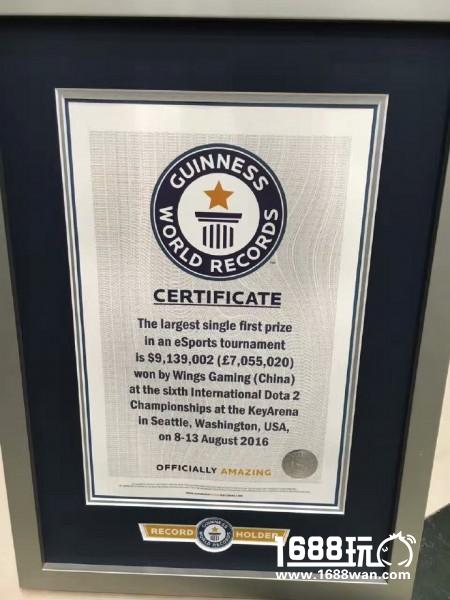 GUINNESS
WORLD RECORDS
CERTIFICATE
The largest single first prize
in an eSports tournament
is $9,139,002 (£7,055,020)
won by Wings Gaming (China)
at the sixth International Dota 2
Championships at the KeyArena
in Seattle, Washington, USA,
on 8-13 August 2016
OFFICIALLY AMAZING
RECORD HOLDER
1688玩
www.1688wan.com